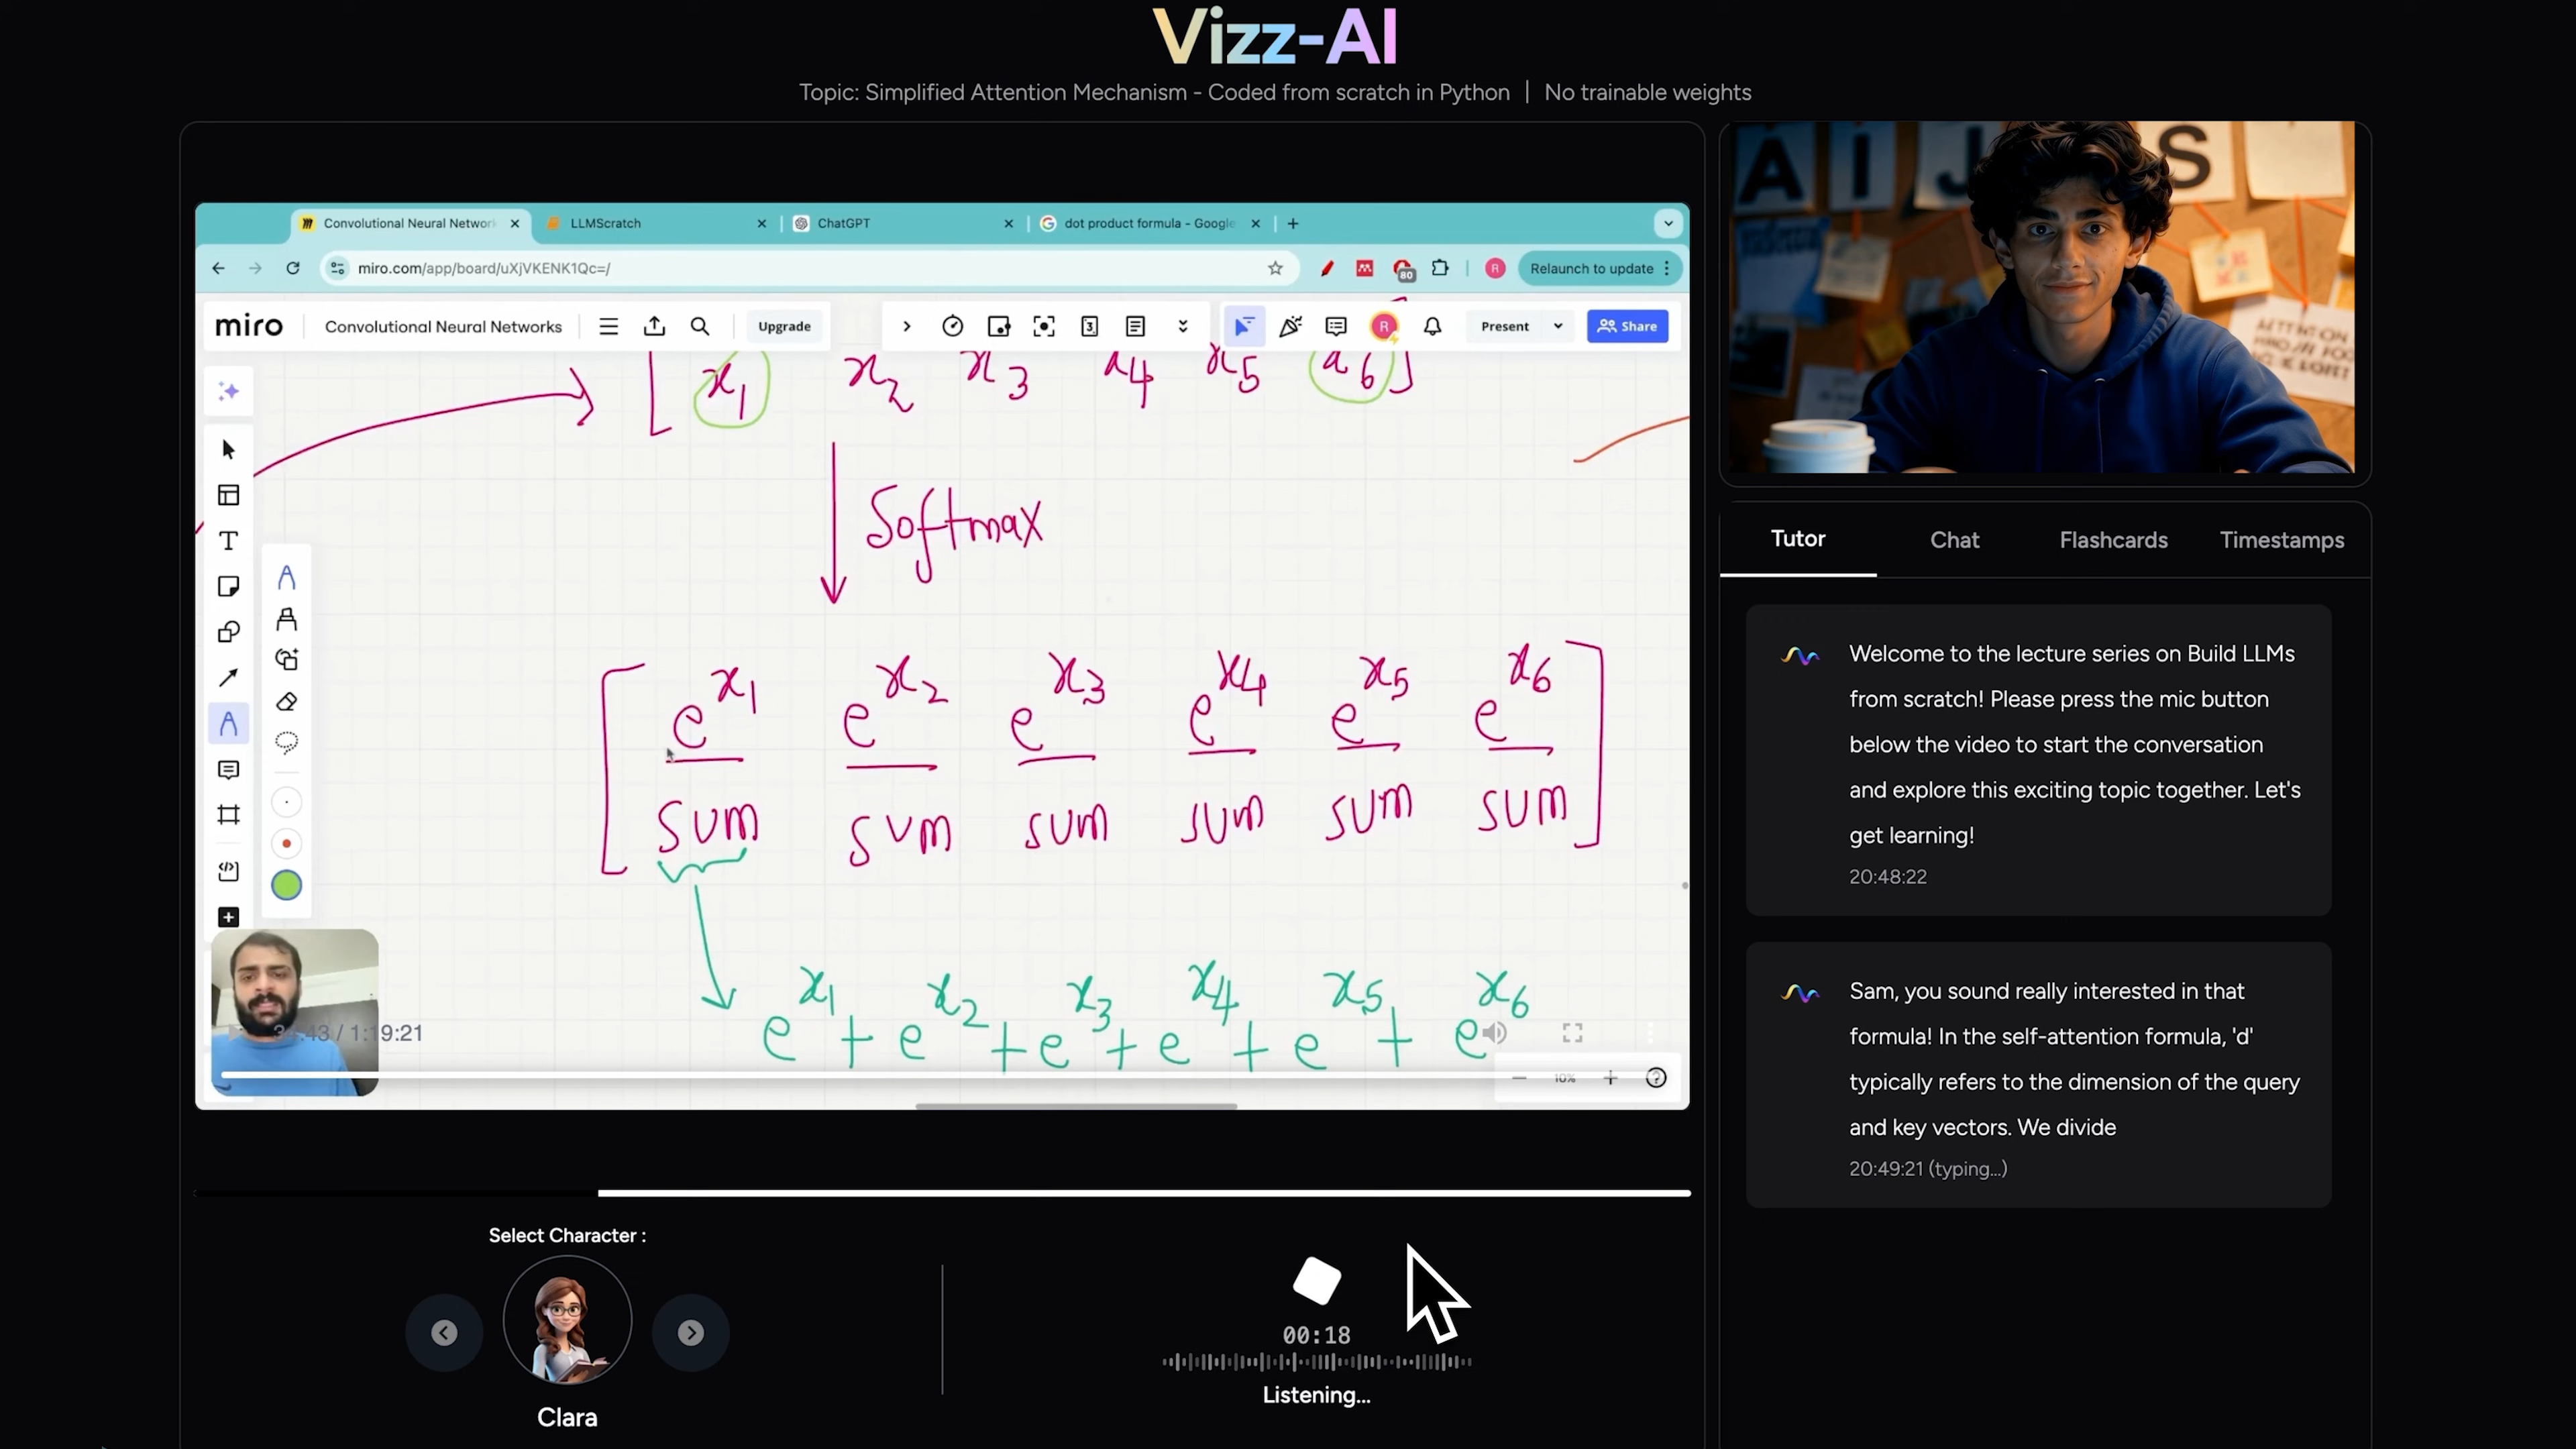 Vizz-AI
Topic: Simplified Attention Mechanism - Coded from scratch in Python | No trainable weights
Convolutional Neural Network
LLMScratch
ChatGPT
dot product formula - Google
miro.com/app/board/uXjVKENK1Qc=/
80
R
Relaunch to update
miro
Convolutional Neural Networks
Upgrade
3
R
Present
Share
[ x1 x2 x3 x4 x5 x6 ]
Softmax
e^x1 e^x2 e^x3 e^x4 e^x5 e^x6
sum sum sum sum sum sum
e^x1 + e^x2 + e^x3 + e^x4 + e^x5 + e^x6
/ 1:19:21
10%
Select Character :
Clara
00:18
Listening...
A I J S
Tutor
Chat
Flashcards
Timestamps
Welcome to the lecture series on Build LLMs
from scratch! Please press the mic button
below the video to start the conversation
and explore this exciting topic together. Let's
get learning!
20:48:22
Sam, you sound really interested in that
formula! In the self-attention formula, 'd'
typically refers to the dimension of the query
and key vectors. We divide
20:49:21 (typing...)